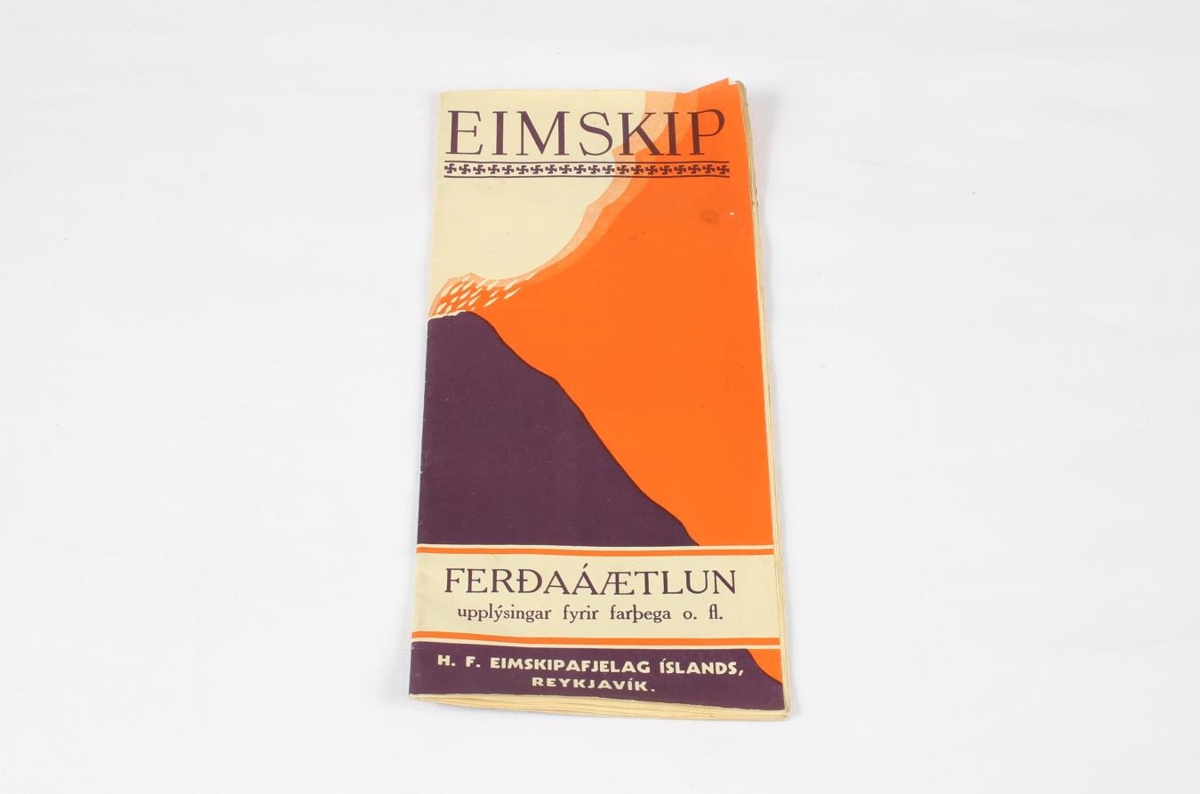 EIMSKIP
FERÐAÁÆTLUN
upplýsingar fyrir farþega o. fl.
H. F. EIMSKIPAFJELAG ÍSLANDS,
REYKJAVÍK.